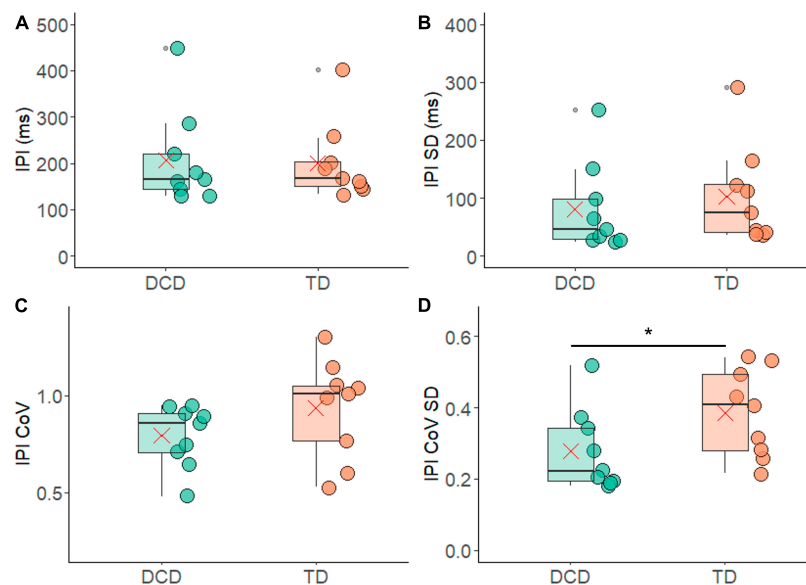 A
IPI (ms)
500
400
300
200
100
0
DCD
TD
B
IPI SD (ms)
400
300
200
100
0
DCD
TD
C
IPI CoV
1.0
0.5
DCD
TD
D
IPI CoV SD
0.6
0.4
0.2
0.0
*
DCD
TD